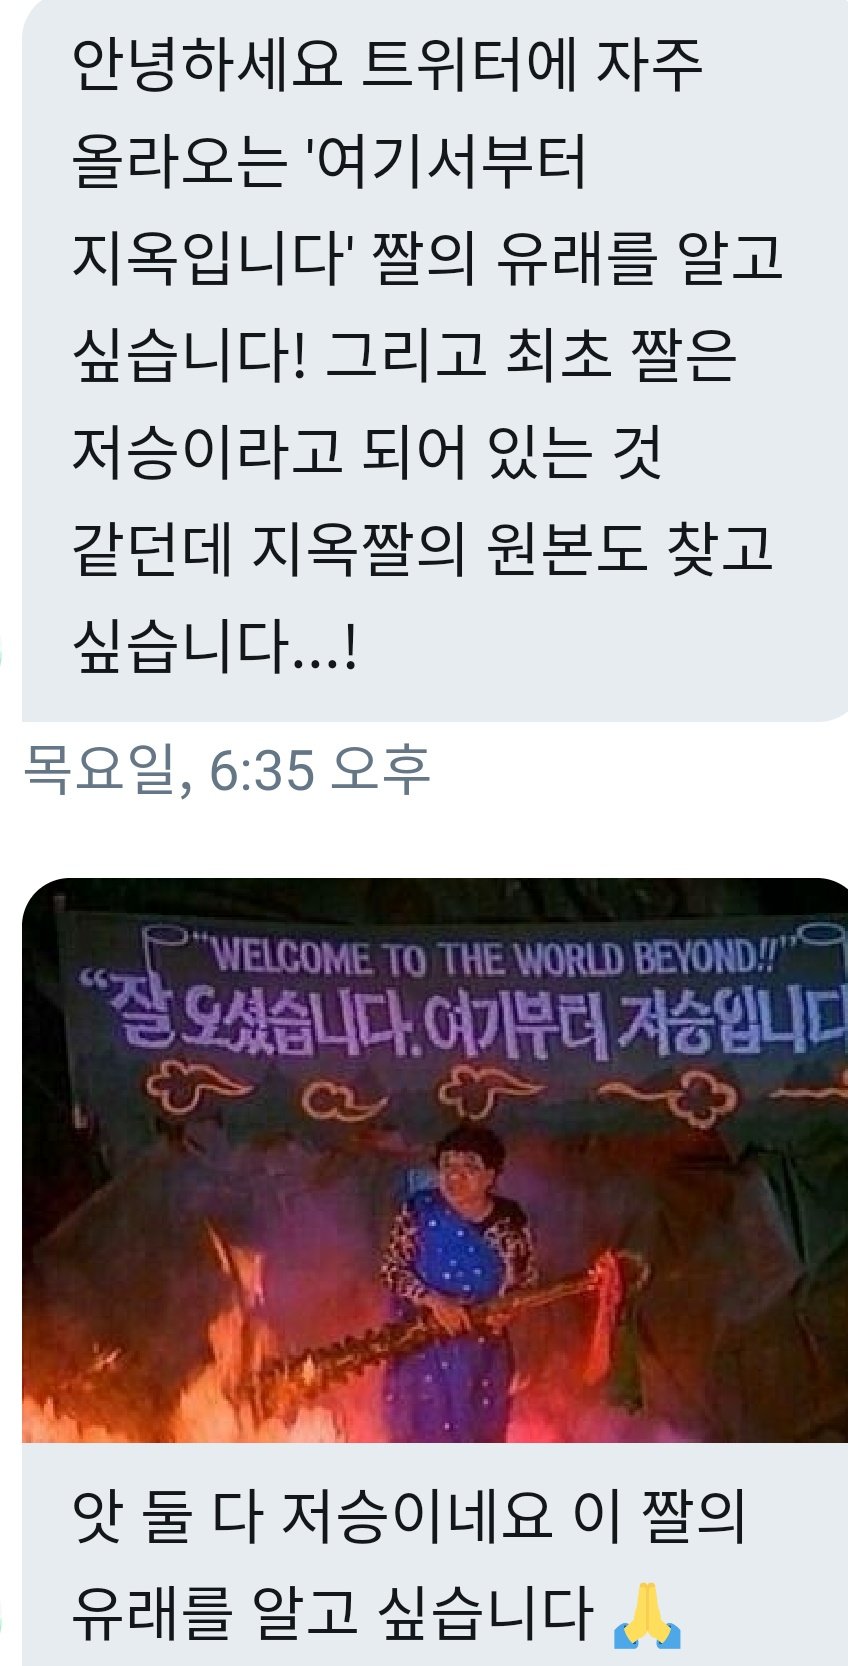 안녕하세요 트위터에 자주
올라오는 '여기서부터
지옥입니다' 짤의 유래를 알고
싶습니다! 그리고 최초 짤은
저승이라고 되어 있는 것
같던데 지옥짤의 원본도 찾고
싶습니다...!
목요일, 6:35 오후
"WELCOME TO THE WORLD BEYOND!!"
"잘 오셨습니다. 여기부터 저승입니다
앗 둘 다 저승이네요 이 짤의
유래를 알고 싶습니다 🙏